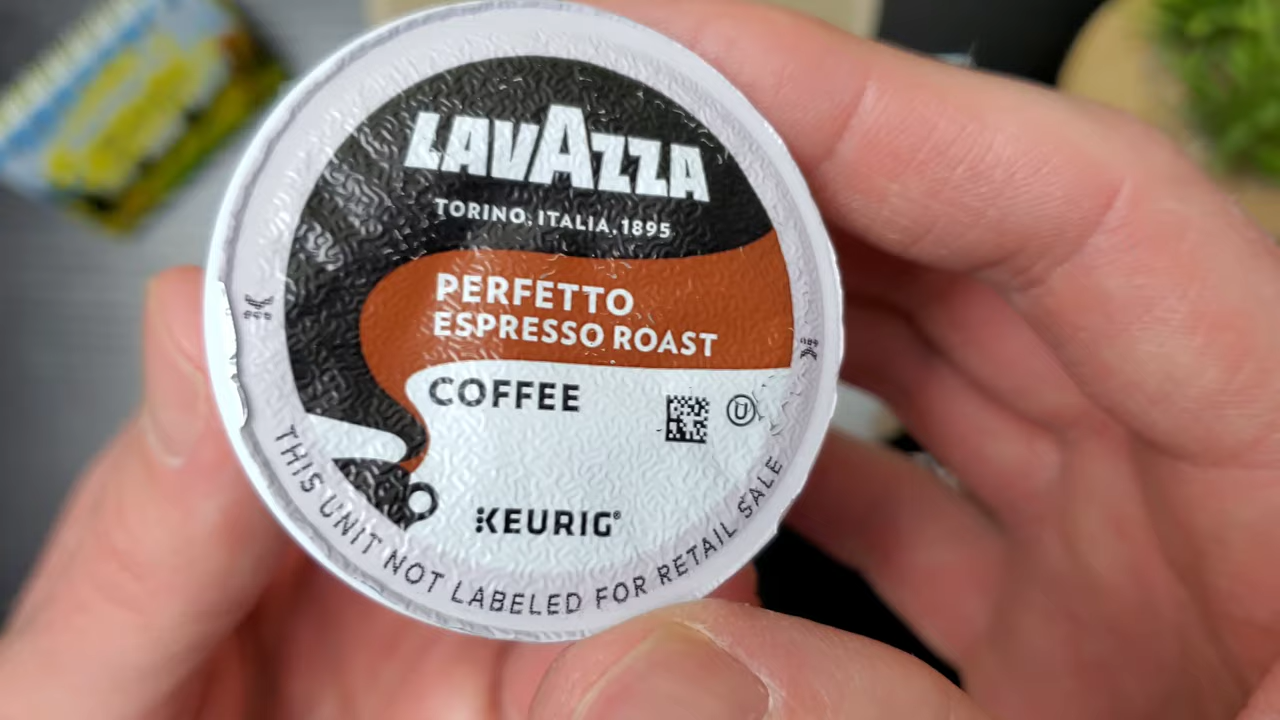 LAVAZZA
TORINO, ITALIA, 1895
PERFETTO
ESPRESSO ROAST
COFFEE
U
KEURIG®
THIS UNIT NOT LABELED FOR RETAIL SALE